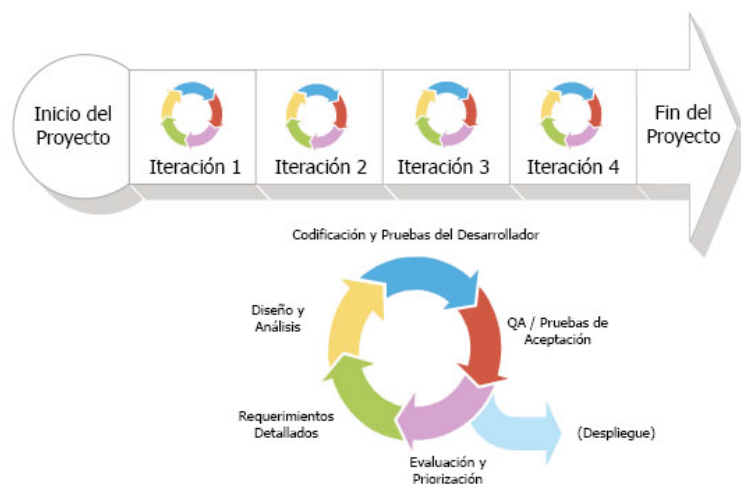 Inicio del
Proyecto
Iteración 1
Iteración 2
Iteración 3
Iteración 4
Fin del
Proyecto
Codificación y Pruebas del Desarrollador
Diseño y
Análisis
QA / Pruebas de
Aceptación
Requerimientos
Detallados
(Despliegue)
Evaluación y
Priorización